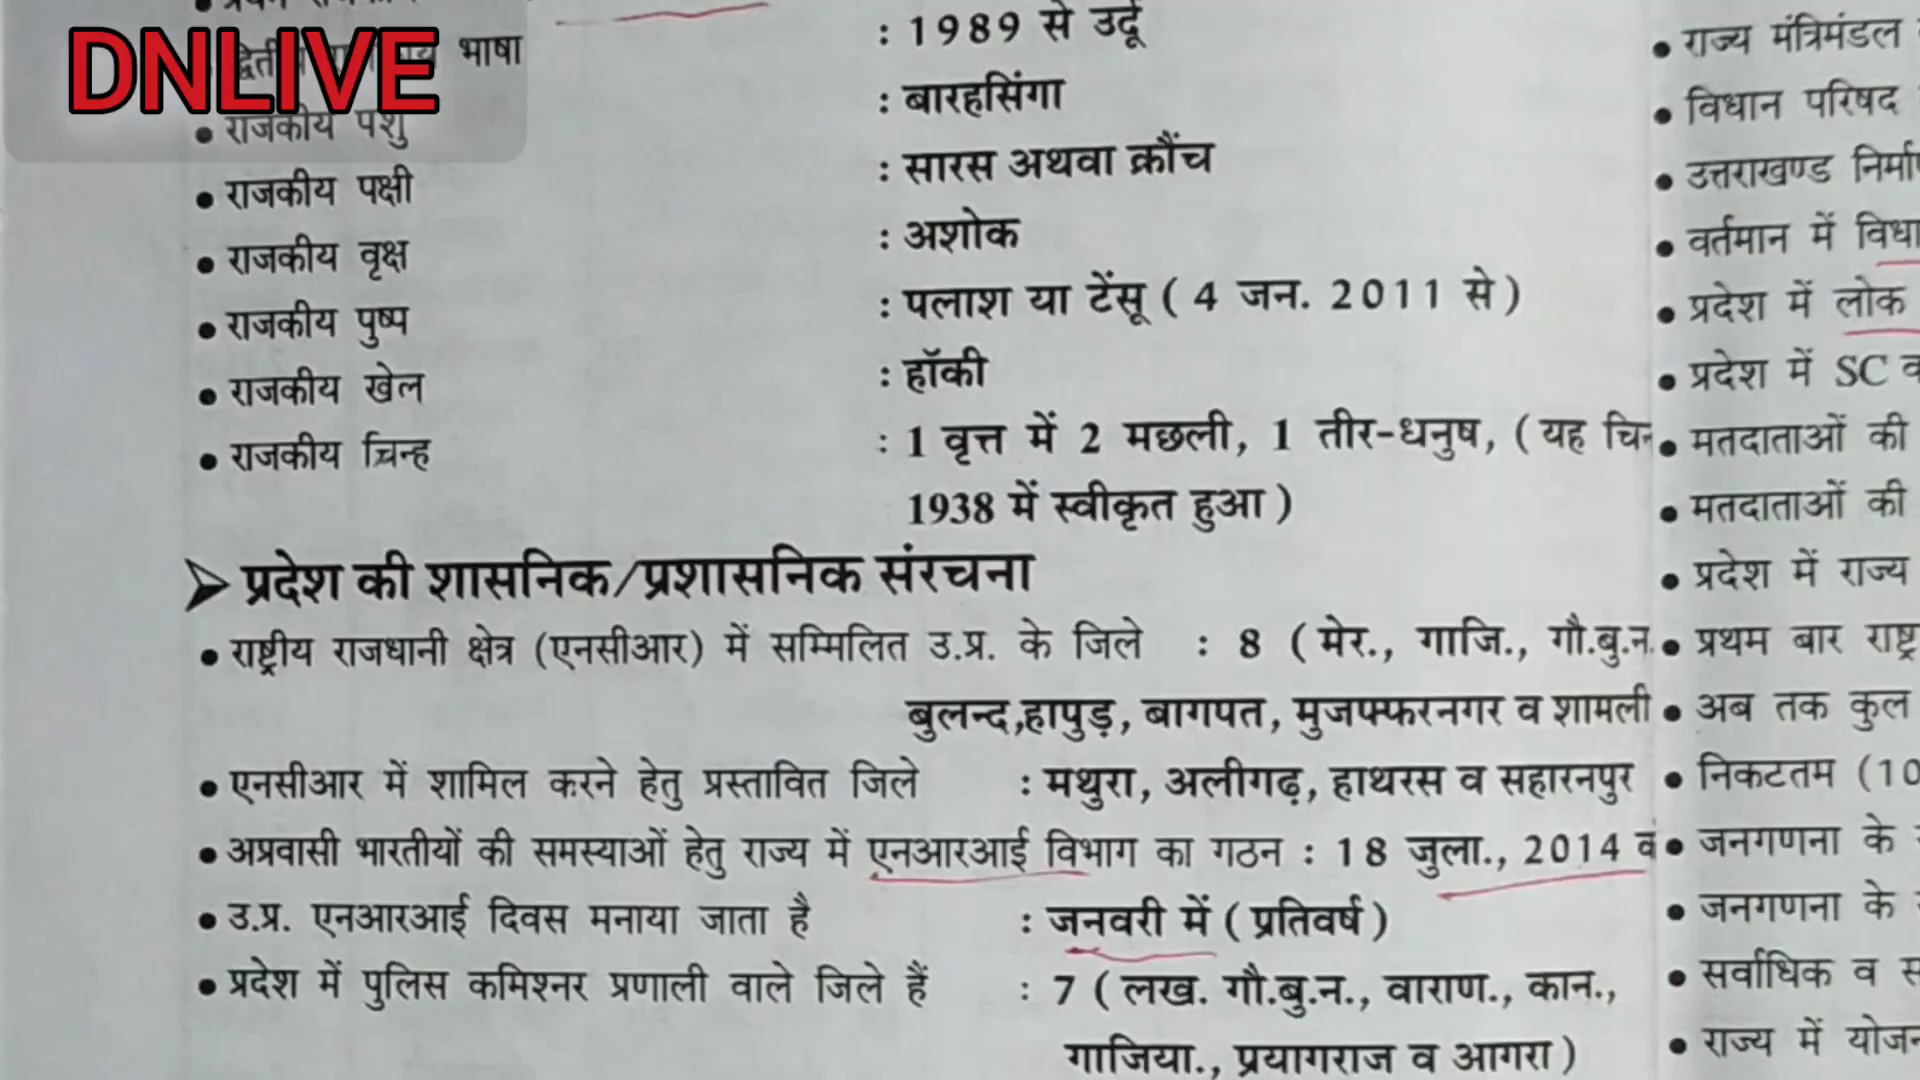 DNLIVE
भाषा : 1989 से उर्दू
• राजकीय पशु : बारहसिंगा
• राजकीय पक्षी : सारस अथवा क्रौंच
• राजकीय वृक्ष : अशोक
• राजकीय पुष्प : पलाश या टेंसू ( 4 जन. 2011 से )
• राजकीय खेल : हॉकी
• राजकीय चिन्ह : 1 वृत्त में 2 मछली, 1 तीर-धनुष, ( यह
1938 में स्वीकृत हुआ )
➢ प्रदेश की शासनिक/प्रशासनिक संरचना
• राष्ट्रीय राजधानी क्षेत्र (एनसीआर) में सम्मिलित उ.प्र. के जिले : 8 ( मेर., गाजि., गौ.बु.न.
बुलन्द,हापुड़, बागपत, मुजफ्फरनगर व शामली
• एनसीआर में शामिल करने हेतु प्रस्तावित जिले : मथुरा, अलीगढ़, हाथरस व सहारनपुर
• अप्रवासी भारतीयों की समस्याओं हेतु राज्य में एनआरआई विभाग का गठन : 18 जुला., 2014
• उ.प्र. एनआरआई दिवस मनाया जाता है : जनवरी में ( प्रतिवर्ष )
• प्रदेश में पुलिस कमिश्नर प्रणाली वाले जिले हैं : 7 ( लख. गौ.बु.न., वाराण., कान.,
गाजिया., प्रयागराज व आगरा )
• राज्य मंत्रिमंडल
• विधान परिषद
• उत्तराखण्ड
• वर्तमान में
• प्रदेश में लोक
• प्रदेश में SC
• मतदाताओं की
• मतदाताओं की
• प्रदेश में राज्य
• प्रथम बार
• अब तक कुल
• निकटतम (10
• जनगणना के
• जनगणना के
• सर्वाधिक व
• राज्य में